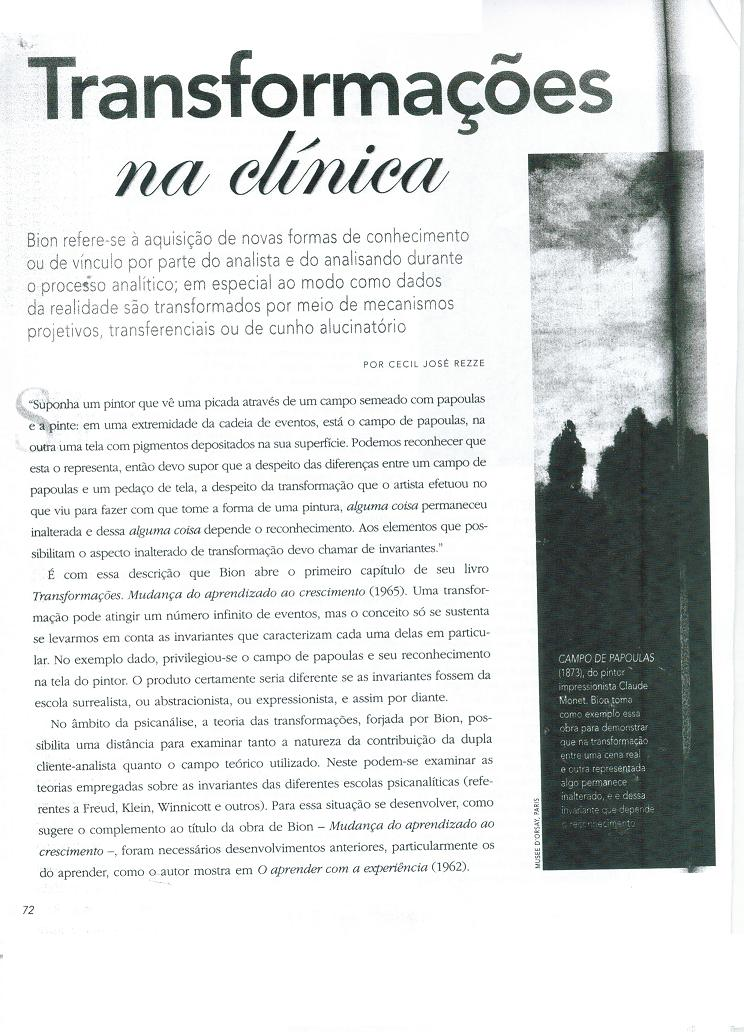 Transformações
na clínica
Bion refere-se à aquisição de novas formas de conhecimento
ou de vínculo por parte do analista e do analisando durante
o processo analítico; em especial ao modo como dados
da realidade são transformados por meio de mecanismos
projetivos, transferenciais ou de cunho alucinatório
POR CECIL JOSÉ REZZE
S
“Suponha um pintor que vê uma picada através de um campo semeado com papoulas
e a pinte: em uma extremidade da cadeia de eventos, está o campo de papoulas, na
outra uma tela com pigmentos depositados na sua superfície. Podemos reconhecer que
esta o representa, então devo supor que a despeito das diferenças entre um campo de
papoulas e um pedaço de tela, a despeito da transformação que o artista efetuou no
que viu para fazer com que tome a forma de uma pintura, alguma coisa permaneceu
inalterada e dessa alguma coisa depende o reconhecimento. Aos elementos que pos-
sibilitam o aspecto inalterado de transformação devo chamar de invariantes.”
É com essa descrição que Bion abre o primeiro capítulo de seu livro
Transformações. Mudança do aprendizado ao crescimento (1965). Uma transfor-
mação pode atingir um número infinito de eventos, mas o conceito só se sustenta
se levarmos em conta as invariantes que caracterizam cada uma delas em particu-
lar. No exemplo dado, privilegiou-se o campo de papoulas e seu reconhecimento
na tela do pintor. O produto certamente seria diferente se as invariantes fossem da
escola surrealista, ou abstracionista, ou expressionista, e assim por diante.
No âmbito da psicanálise, a teoria das transformações, forjada por Bion, pos-
sibilita uma distância para examinar tanto a natureza da contribuição da dupla
cliente-analista quanto o campo teórico utilizado. Neste podem-se examinar as
teorias empregadas sobre as invariantes das diferentes escolas psicanalíticas (refe-
rentes a Freud, Klein, Winnicott e outros). Para essa situação se desenvolver, como
sugere o complemento ao título da obra de Bion – Mudança do aprendizado ao
crescimento –, foram necessários desenvolvimentos anteriores, particularmente os
do aprender, como o autor mostra em O aprender com a experiência (1962).
CAMPO DE PAPOULAS
(1873), do pintor
impressionista Claude
Monet. Bion toma
como exemplo essa
obra para demonstrar
que na transformação
entre uma cena real
e outra representada
algo permanece
inalterado, e é dessa
invariante que depende
o reconhecimento
MUSEE D'ORSAY, PARIS
72